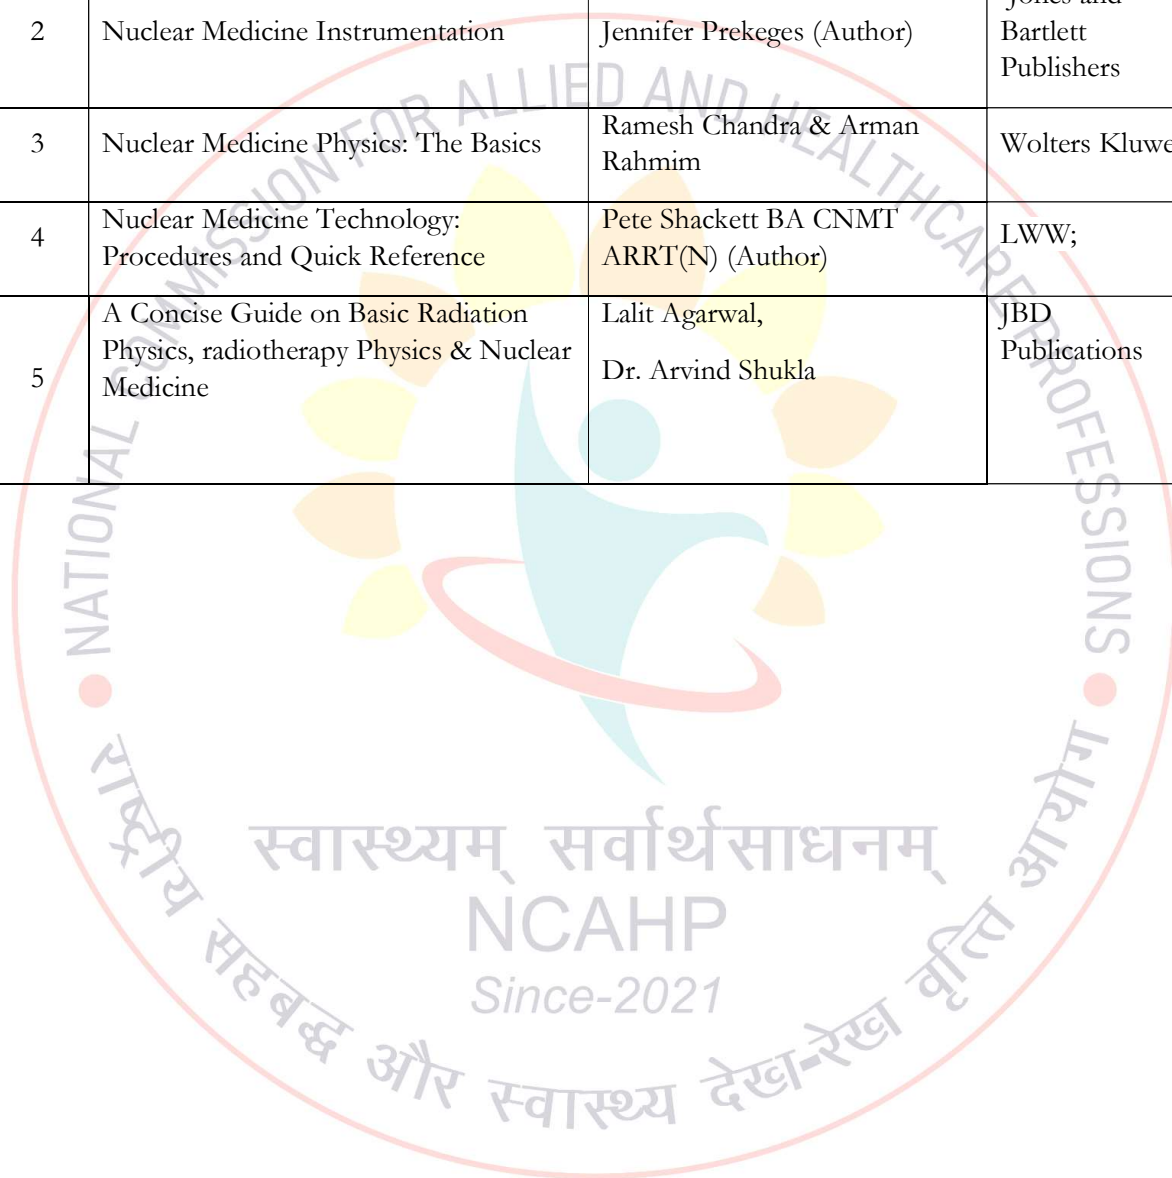 2 Nuclear Medicine Instrumentation Jennifer Prekeges (Author) Jones and
Bartlett
Publishers
3 Nuclear Medicine Physics: The Basics Ramesh Chandra & Arman
Rahmim
Wolters Kluwe
4 Nuclear Medicine Technology:
Procedures and Quick Reference
Pete Shackett BA CNMT
ARRT(N) (Author)
LWW;
5 A Concise Guide on Basic Radiation
Physics, radiotherapy Physics & Nuclear
Medicine
Lalit Agarwal,
Dr. Arvind Shukla
JBD
Publications
NATIONAL COMMISSION FOR ALLIED AND HEALTHCARE PROFESSIONS
स्वास्थ्यम् सर्वार्थसाधनम्
NCAHP
Since-2021
राष्ट्रीय सहबद्ध और स्वास्थ्य देख-रेख वृत्ति आयोग